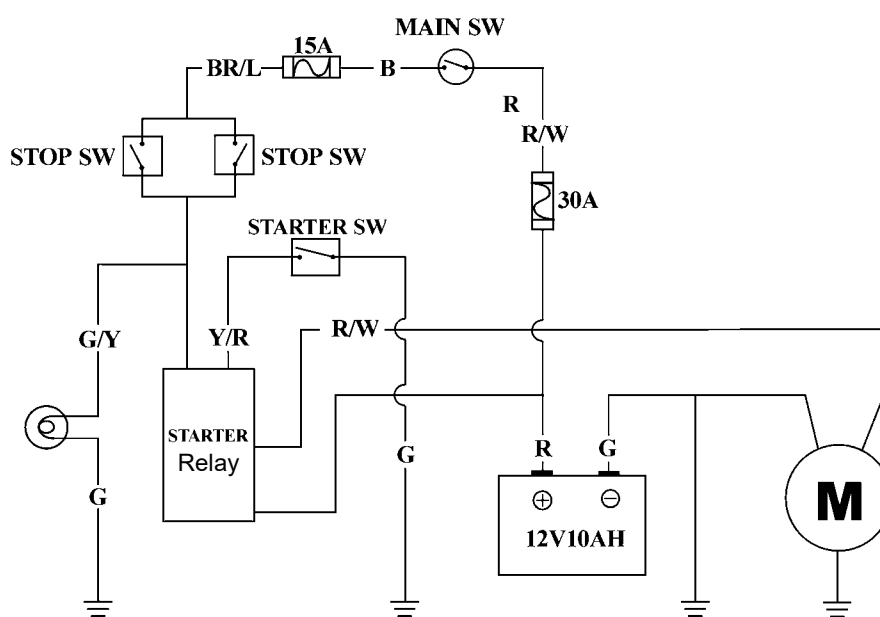 MAIN SW
15A
BR/L
B
R
R/W
STOP SW
STOP SW
30A
STARTER SW
G/Y
Y/R
R/W
STARTER
Relay
G
R
G
G
M
+
−
12V10AH